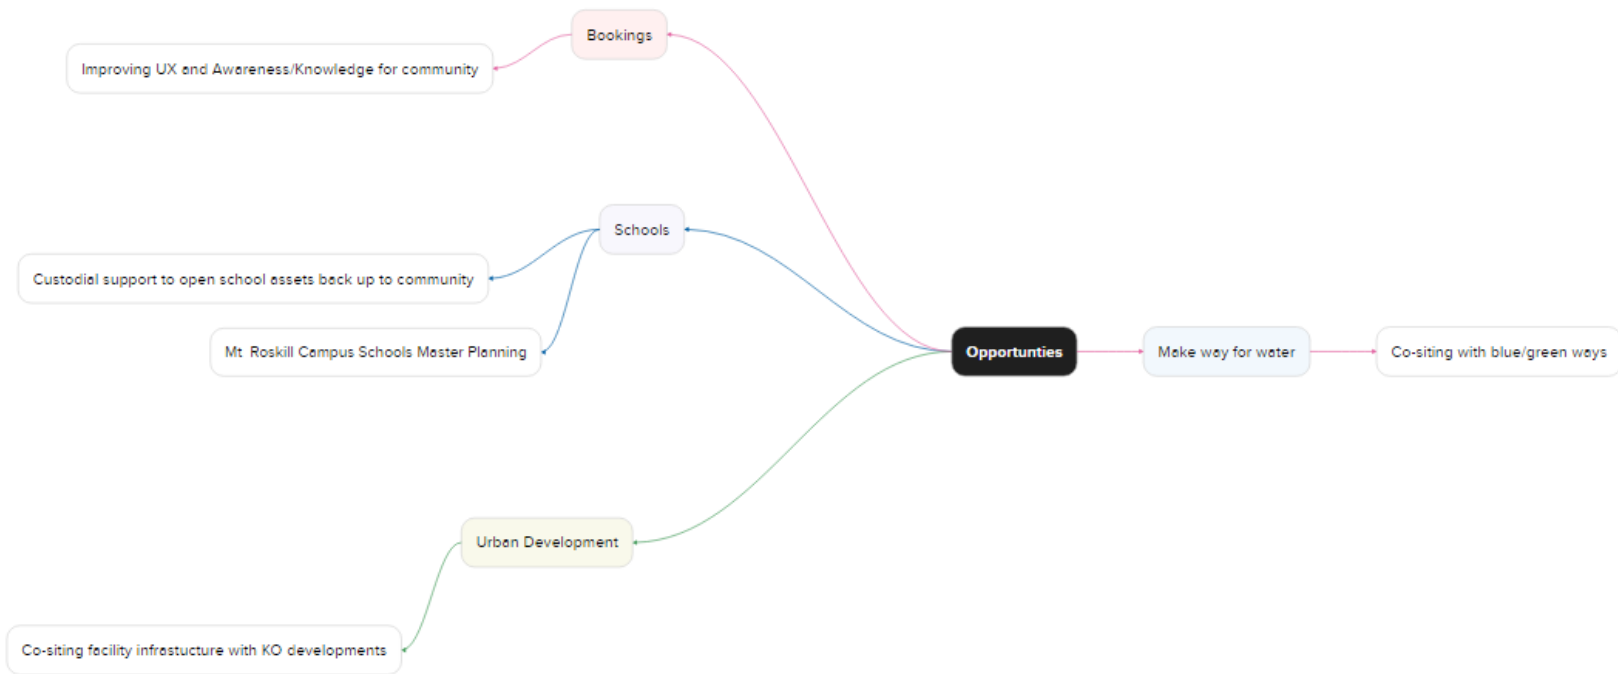 Bookings
Improving UX and Awareness/Knowledge for community
Schools
Custodial support to open school assets back up to community
Mt Roskill Campus Schools Master Planning
Opportunties
Make way for water
Co-siting with blue/green ways
Urban Development
Co-siting facility infrastucture with KO developments